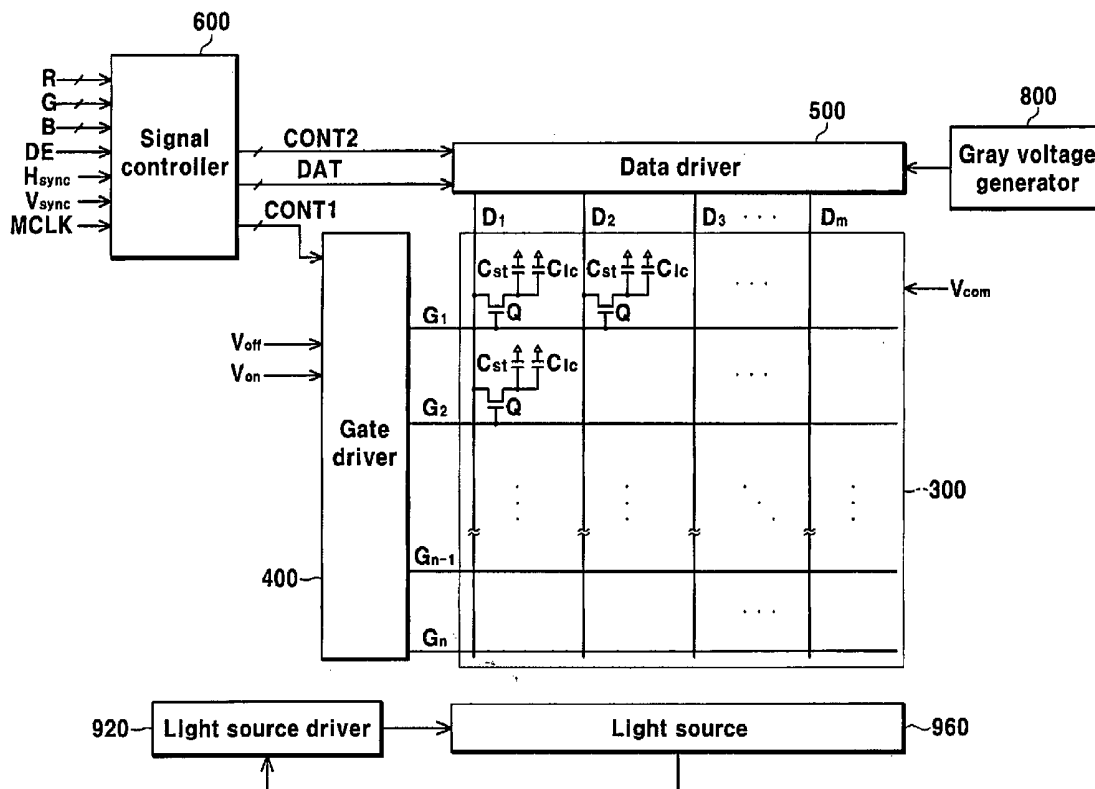 600
R
G
B
DE
Hsync
Vsync
MCLK
Signal
controller
CONT2
DAT
CONT1
500
Data driver
800
Gray voltage
generator
D1 D2 D3 · · · Dm
Cst Clc Cst Clc · · ·
Vcom
Q Q
G1
Voff
Von
Cst Clc · · ·
Q
G2
Gate
driver
300
Gn-1
400
· · ·
Gn
920 Light source driver
Light source 960